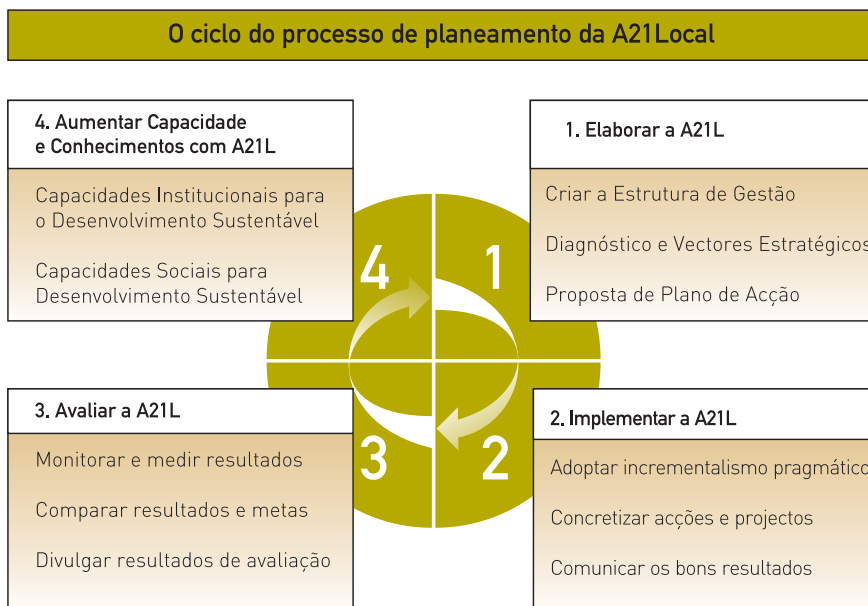 O ciclo do processo de planeamento da A21Local
4. Aumentar Capacidade
e Conhecimentos com A21L
Capacidades Institucionais para
o Desenvolvimento Sustentável
Capacidades Sociais para
Desenvolvimento Sustentável
1. Elaborar a A21L
Criar a Estrutura de Gestão
Diagnóstico e Vectores Estratégicos
Proposta de Plano de Acção
4
1
3
2
3. Avaliar a A21L
Monitorar e medir resultados
Comparar resultados e metas
Divulgar resultados de avaliação
2. Implementar a A21L
Adoptar incrementalismo pragmático
Concretizar acções e projectos
Comunicar os bons resultados